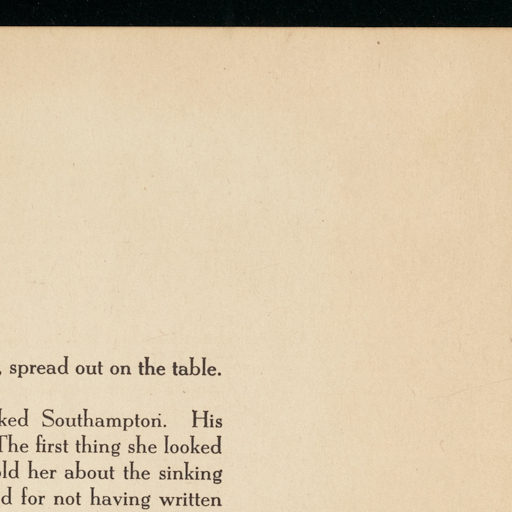 , spread out on the table.
ked Southampton. His
The first thing she looked
old her about the sinking
d for not having written